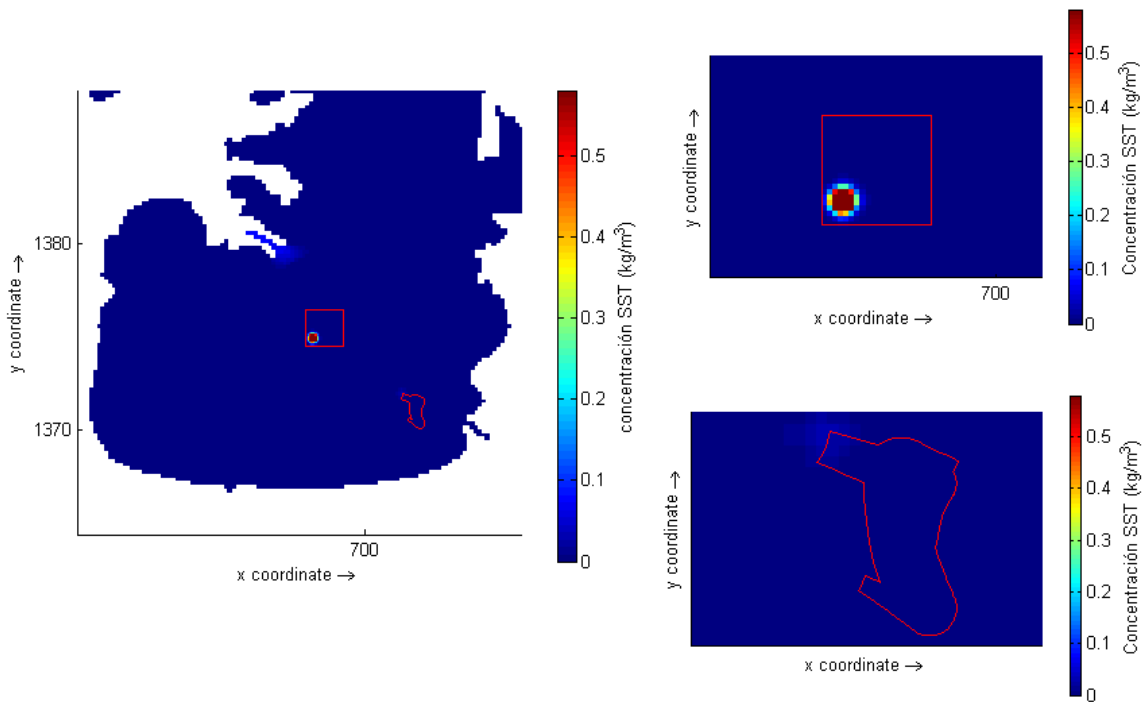 1380
1370
y coordinate →
700
x coordinate →
0.5
0.4
0.3
0.2
0.1
0
concentración SST (kg/m³)
y coordinate →
700
x coordinate →
0.5
0.4
0.3
0.2
0.1
0
Concentración SST (kg/m³)
y coordinate →
x coordinate →
0.5
0.4
0.3
0.2
0.1
0
Concentración SST (kg/m³)